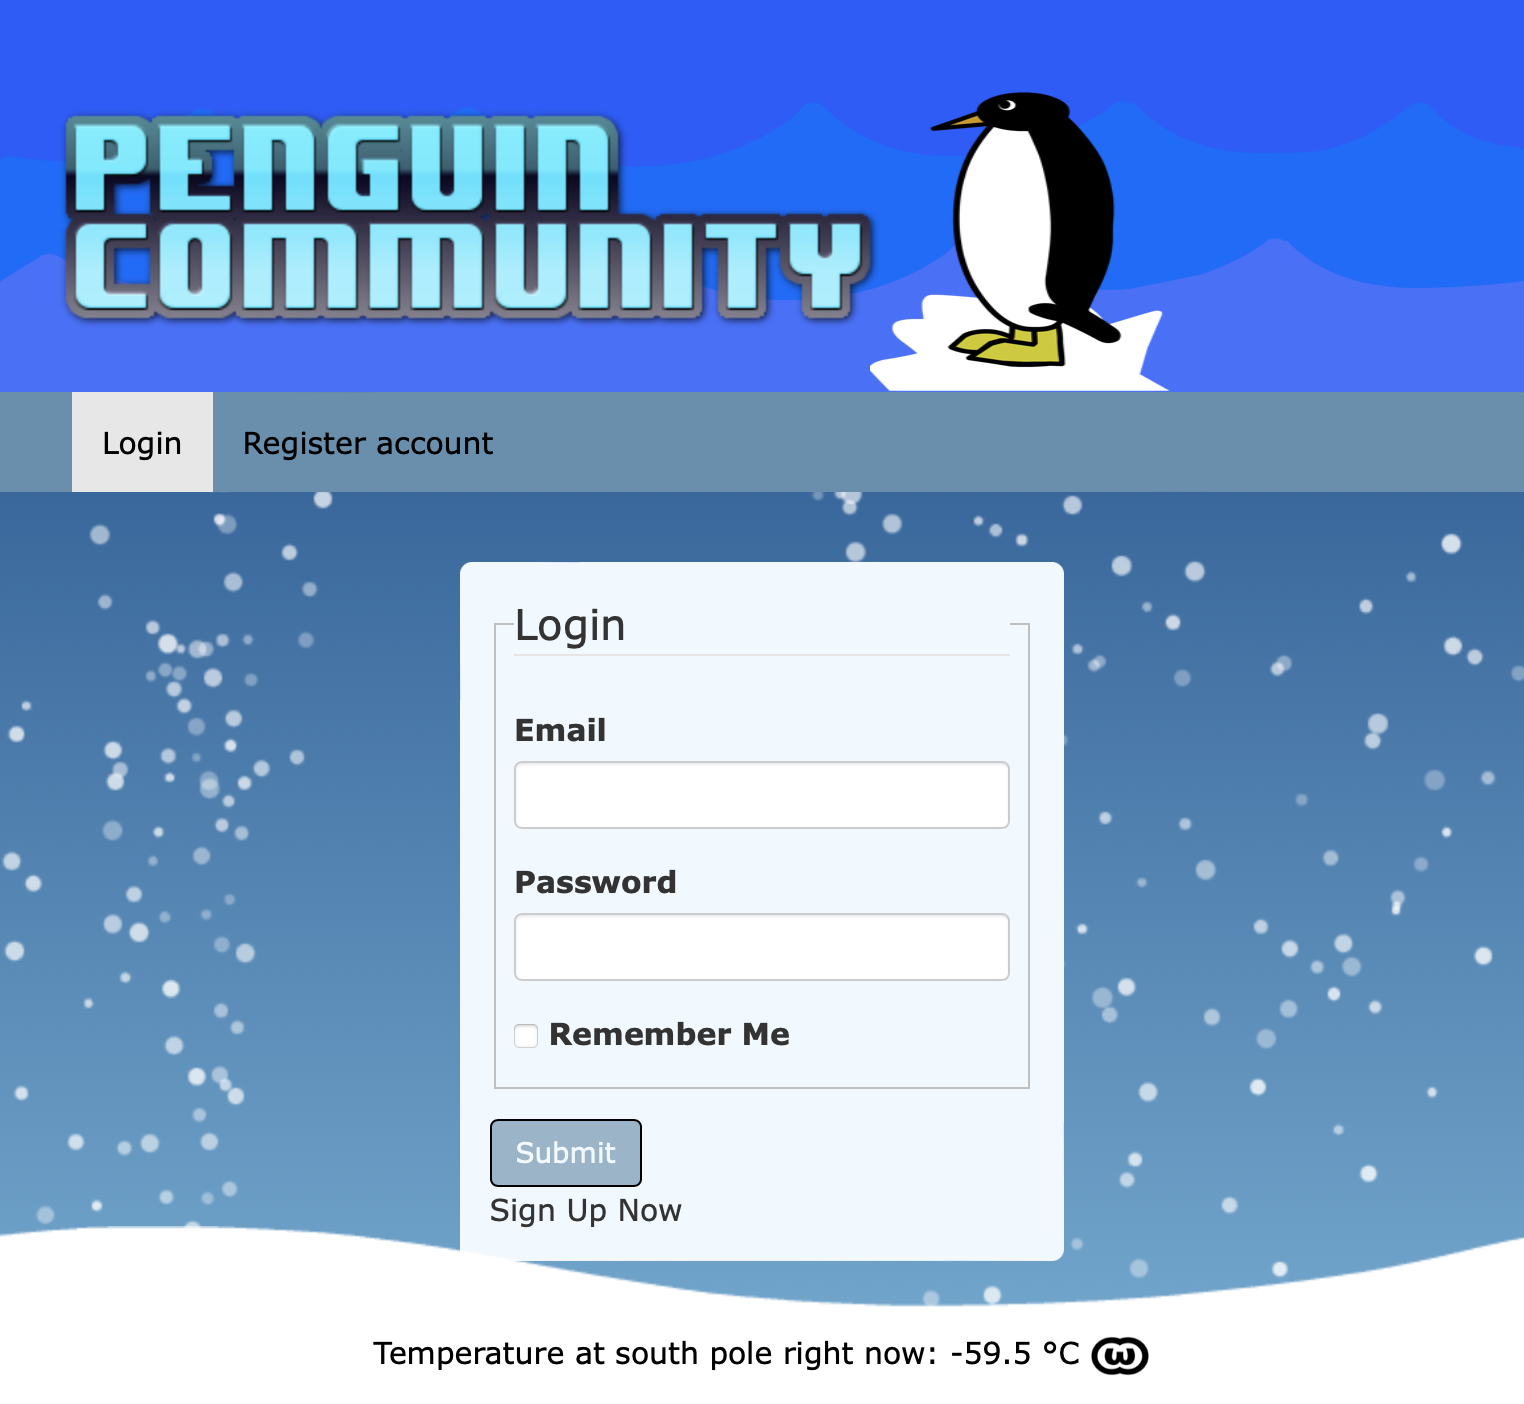 PENGUIN
COMMUNITY
Login
Register account
Login
Email
Password
Remember Me
Submit
Sign Up Now
Temperature at south pole right now: -59.5 °C